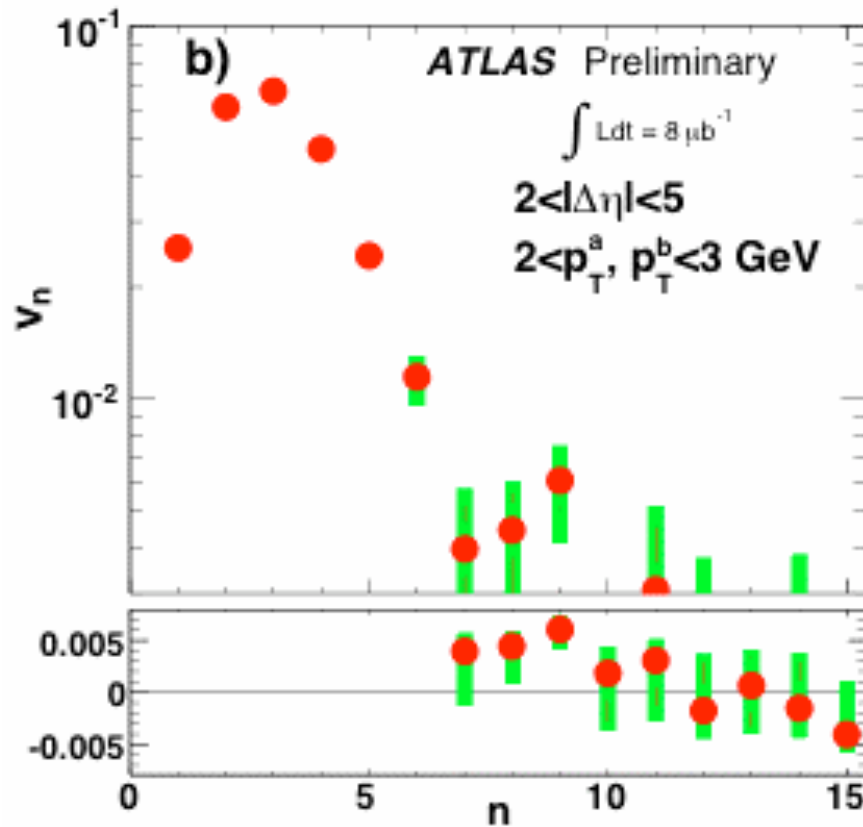 10⁻¹
b)
ATLAS Preliminary
∫ Ldt = 8 μb⁻¹
2<|Δη|<5
2<p_T^a, p_T^b<3 GeV
v_n
10⁻²
0.005
0
-0.005
0 5 10 15
n